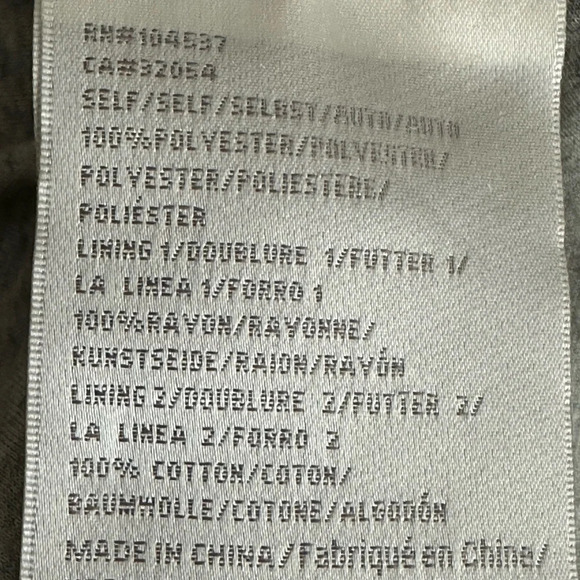 RN#104537
CA#32054
SELF/SELF/SELBST/AUTO/AUTO
100%POLYESTER/POLYESTER/
POLYESTER/POLIESTERE/
POLIÉSTER
LINING 1/DOUBLURE 1/FUTTER 1/
LA LINEA 1/FORRO 1
100%RAYON/RAYONNE/
KUNSTSEIDE/RAION/RAYÓN
LINING 2/DOUBLURE 2/FUTTER 2/
LA LINEA 2/FORRO 2
100% COTTON/COTON/
BAUMWOLLE/COTONE/ALGODÓN
MADE IN CHINA/Fabriqué en Chine/